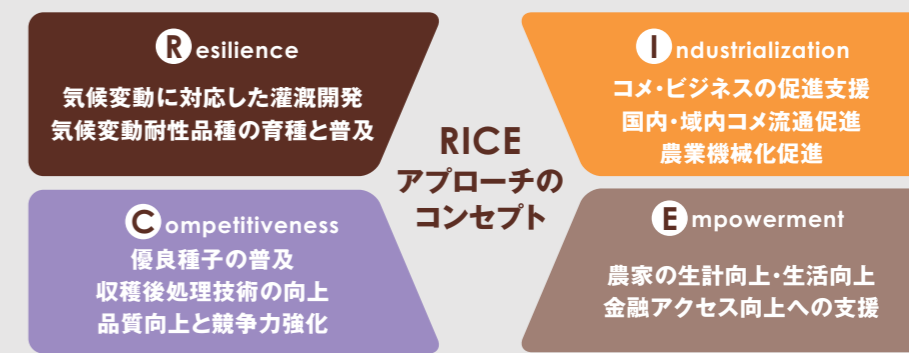 Resilience
気候変動に対応した灌漑開発
気候変動耐性品種の育種と普及
Industrialization
コメ・ビジネスの促進支援
国内・域内コメ流通促進
農業機械化促進
RICE
アプローチの
コンセプト
Competitiveness
優良種子の普及
収穫後処理技術の向上
品質向上と競争力強化
Empowerment
農家の生計向上・生活向上
金融アクセス向上への支援